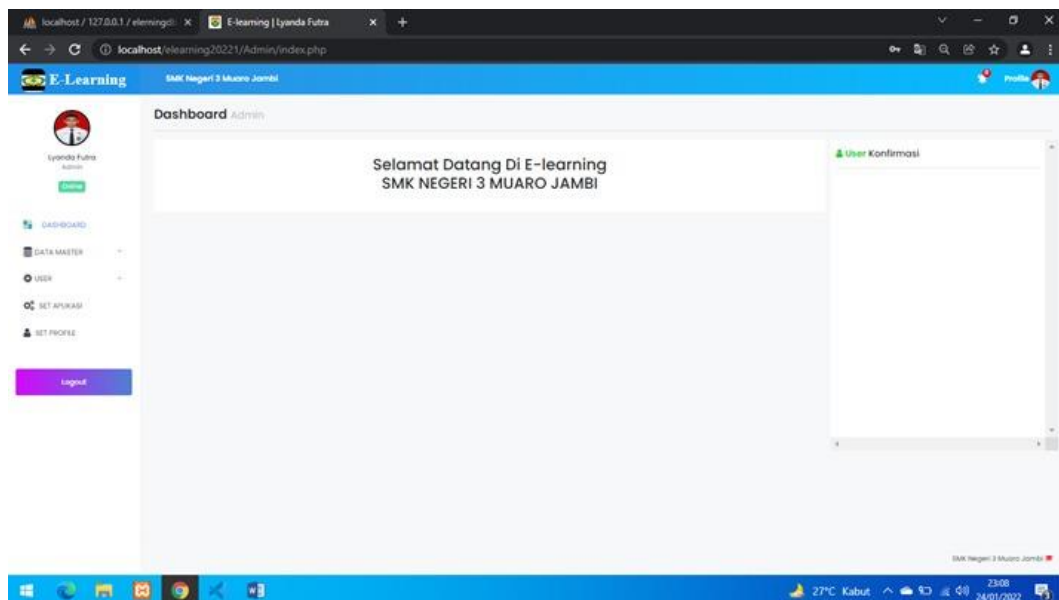 localhost / 127.0.0.1 / elerningdl
E-learning | Lyanda Futra
localhost/elearning20221/Admin/index.php
E-Learning
SMK Negeri 3 Muaro Jambi
Profile
Dashboard Admin
Lyanda Futra
Admin
Online
Selamat Datang Di E-learning
SMK NEGERI 3 MUARO JAMBI
User Konfirmasi
DASHBOARD
DATA MASTER
USER
SET APLIKASI
SET PROFILE
Logout
SMK Negeri 3 Muaro Jambi
27°C Kabut
23:08
24/01/2022